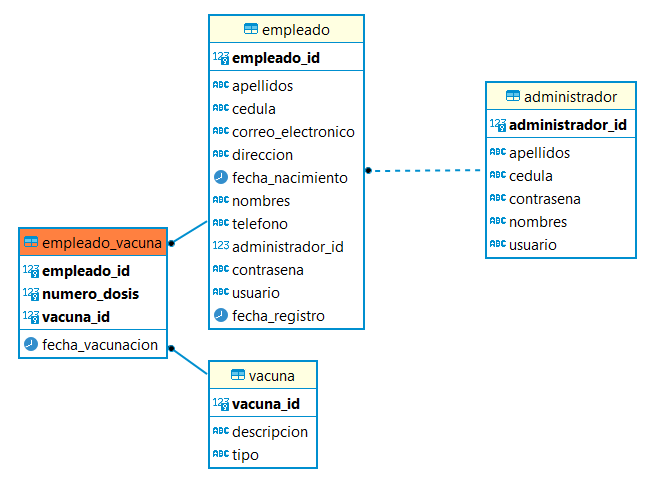 empleado
123 empleado_id
ABC apellidos
ABC cedula
ABC correo_electronico
ABC direccion
fecha_nacimiento
ABC nombres
ABC telefono
123 administrador_id
ABC contrasena
ABC usuario
fecha_registro
administrador
123 administrador_id
ABC apellidos
ABC cedula
ABC contrasena
ABC nombres
ABC usuario
empleado_vacuna
123 empleado_id
123 numero_dosis
123 vacuna_id
fecha_vacunacion
vacuna
123 vacuna_id
ABC descripcion
ABC tipo